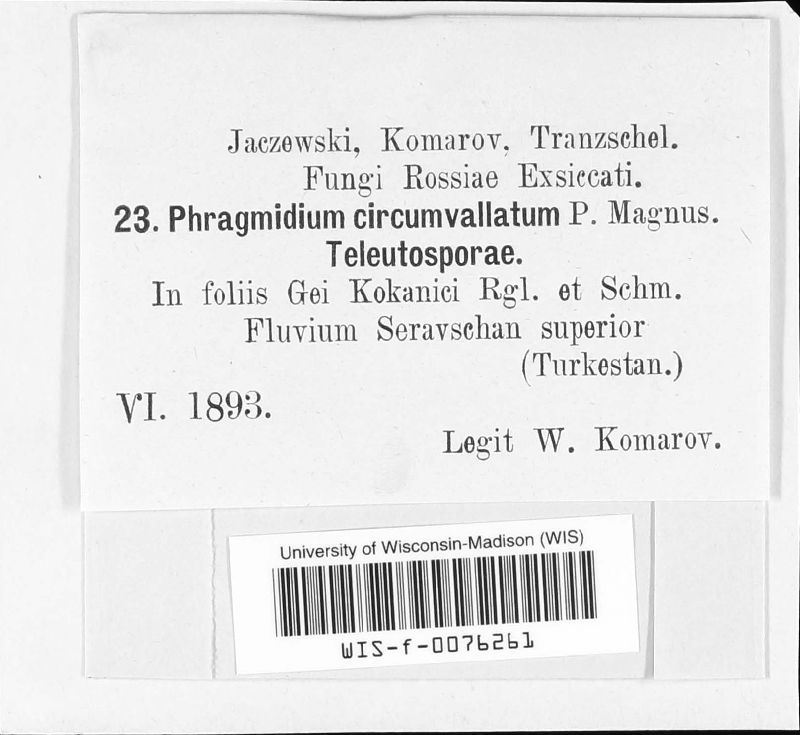 Jaczewski, Komarov, Tranzschel.
Fungi Rossiae Exsiccati.
23. Phragmidium circumvallatum P. Magnus.
Teleutosporae.
In foliis Gei Kokanici Rgl. et Schm.
Fluvium Seravschan superior
(Turkestan.)
VI. 1893.
Legit W. Komarov.
University of Wisconsin-Madison (WIS)
WIS-f-0076261